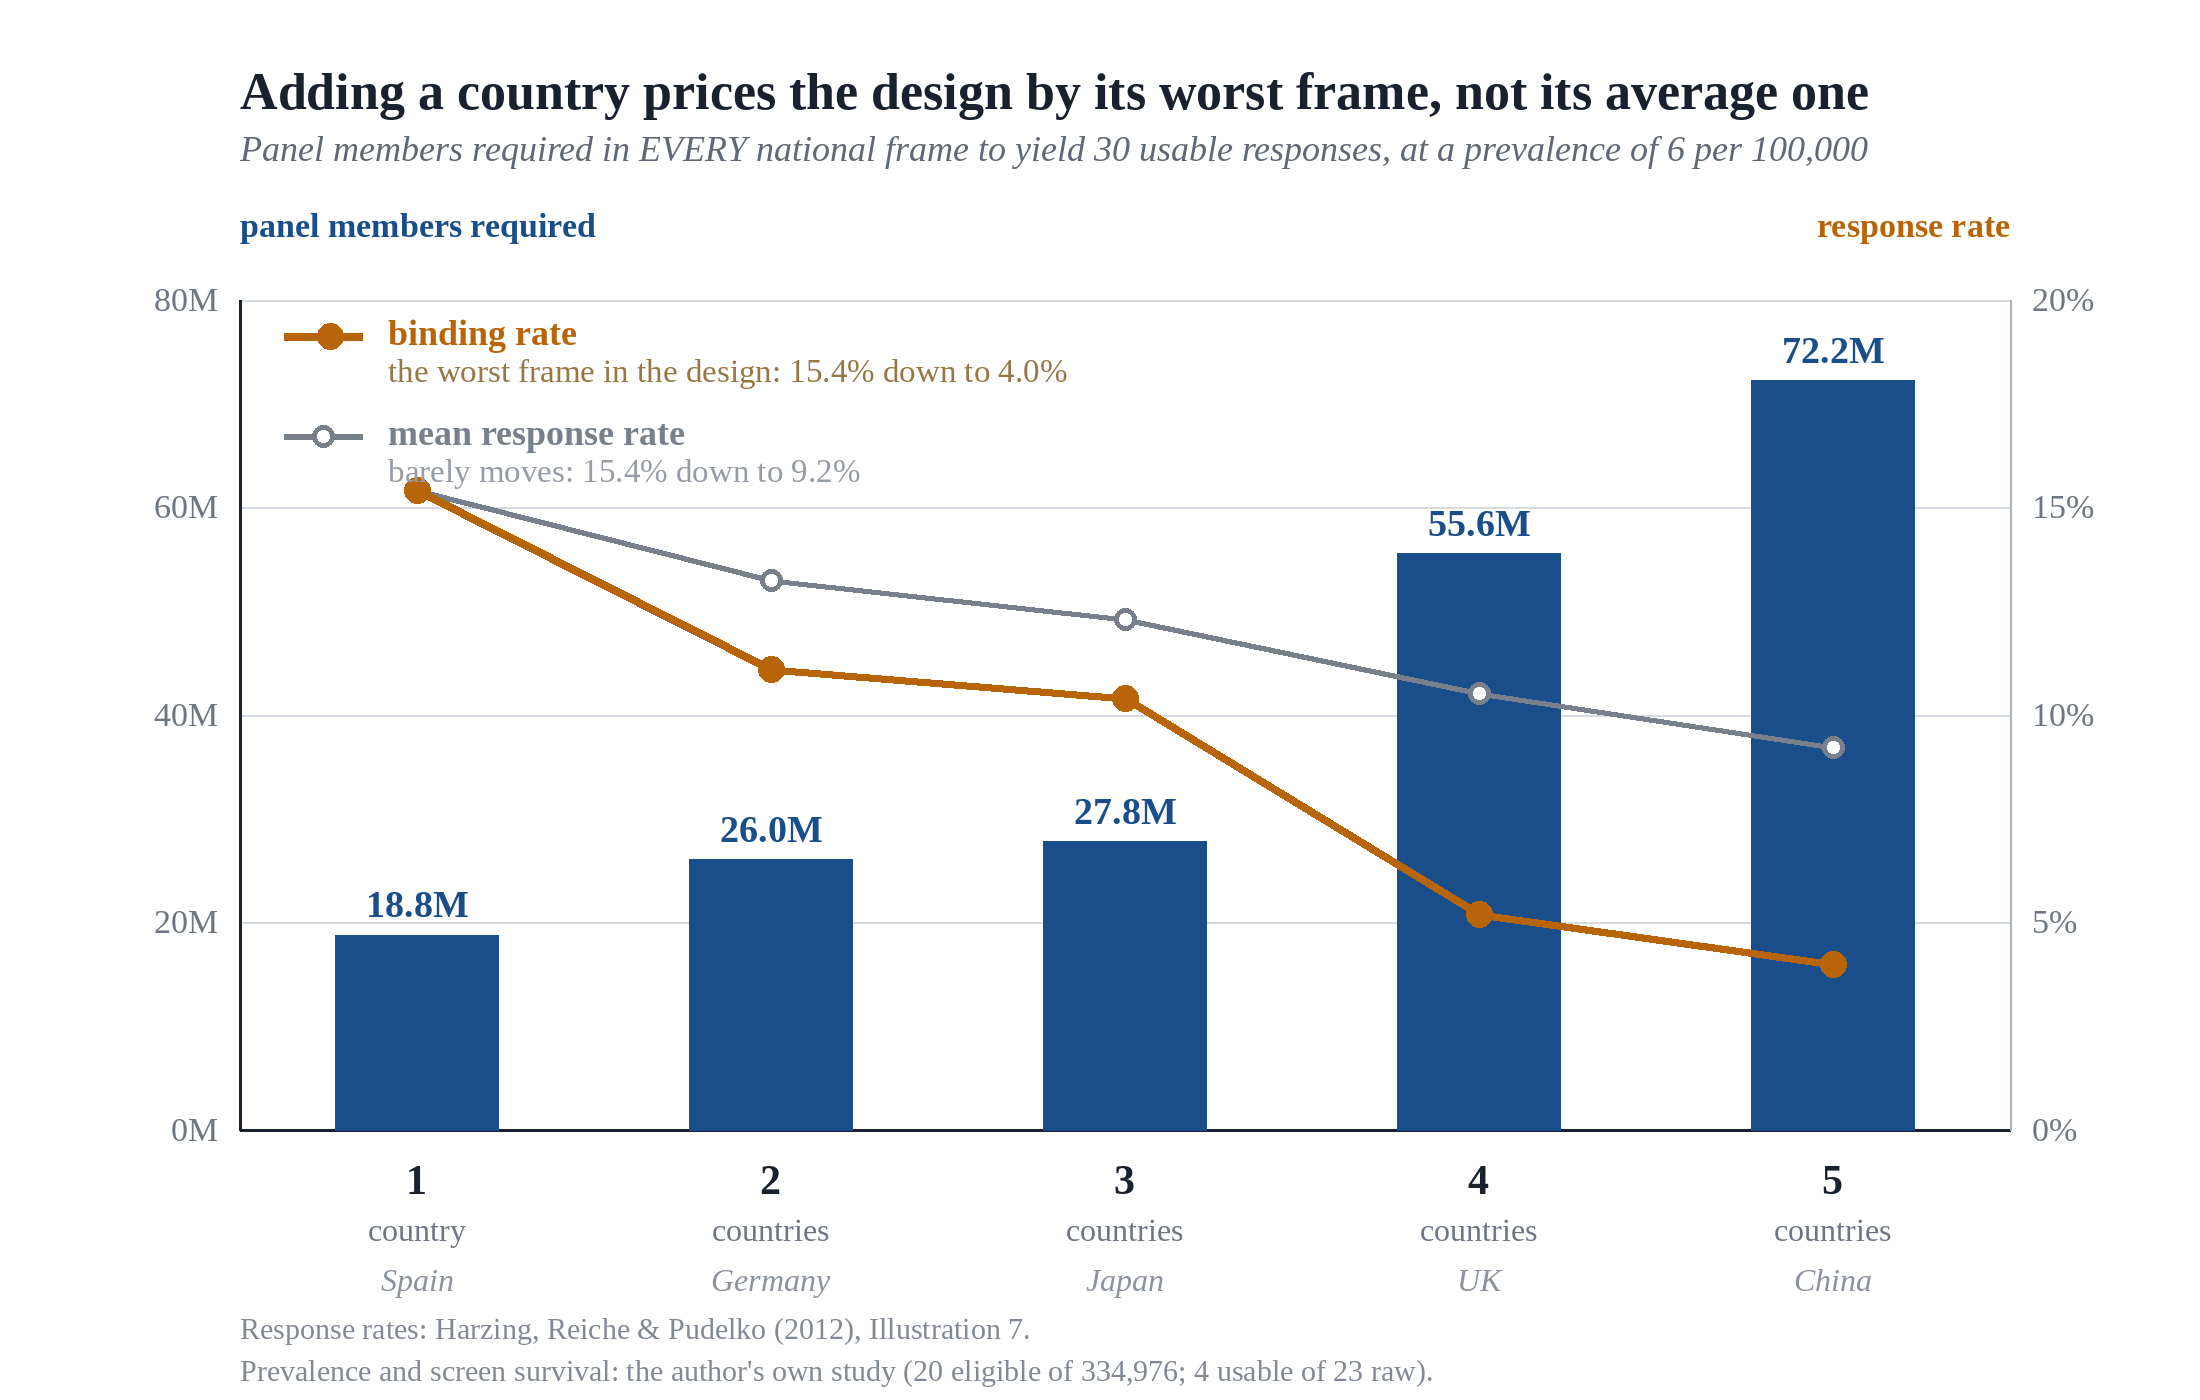 Adding a country prices the design by its worst frame, not its average one
Panel members required in EVERY national frame to yield 30 usable responses, at a prevalence of 6 per 100,000
panel members required
response rate
80M
20%
binding rate
the worst frame in the design: 15.4% down to 4.0%
mean response rate
barely moves: 15.4% down to 9.2%
72.2M
60M
15%
55.6M
40M
10%
27.8M
26.0M
18.8M
20M
5%
0M
0%
1
2
3
4
5
country
countries
countries
countries
countries
Spain
Germany
Japan
UK
China
Response rates: Harzing, Reiche & Pudelko (2012), Illustration 7.
Prevalence and screen survival: the author's own study (20 eligible of 334,976; 4 usable of 23 raw).